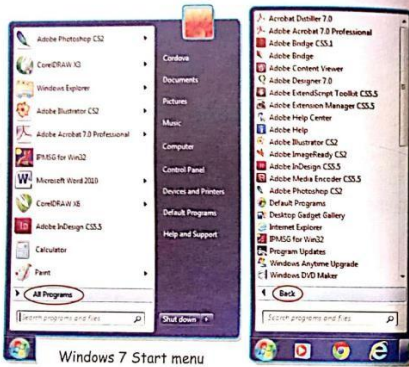 Adobe Photoshop CS2
CorelDRAW X3
Windows Explorer
Adobe Illustrator CS2
Adobe Acrobat 7.0 Professional
IPMSG for Win32
Microsoft Word 2010
CorelDRAW X6
Adobe InDesign CS5.5
Calculator
Paint
All Programs
Search programs and files
Cordova
Documents
Pictures
Music
Computer
Control Panel
Devices and Printers
Default Programs
Help and Support
Shut down
Windows 7 Start menu
Acrobat Distiller 7.0
Adobe Acrobat 7.0 Professional
Adobe Bridge CS5.1
Adobe Bridge
Adobe Content Viewer
Adobe Designer 7.0
Adobe ExtendScript Toolkit CS5.5
Adobe Extension Manager CS5.5
Adobe Help Center
Adobe Help
Adobe Illustrator CS2
Adobe ImageReady CS2
Adobe InDesign CS5.5
Adobe Media Encoder CS5.5
Adobe Photoshop CS2
Default Programs
Desktop Gadget Gallery
Internet Explorer
IPMSG for Win32
Program Updates
Windows Anytime Upgrade
Windows DVD Maker
Back
Search programs and files